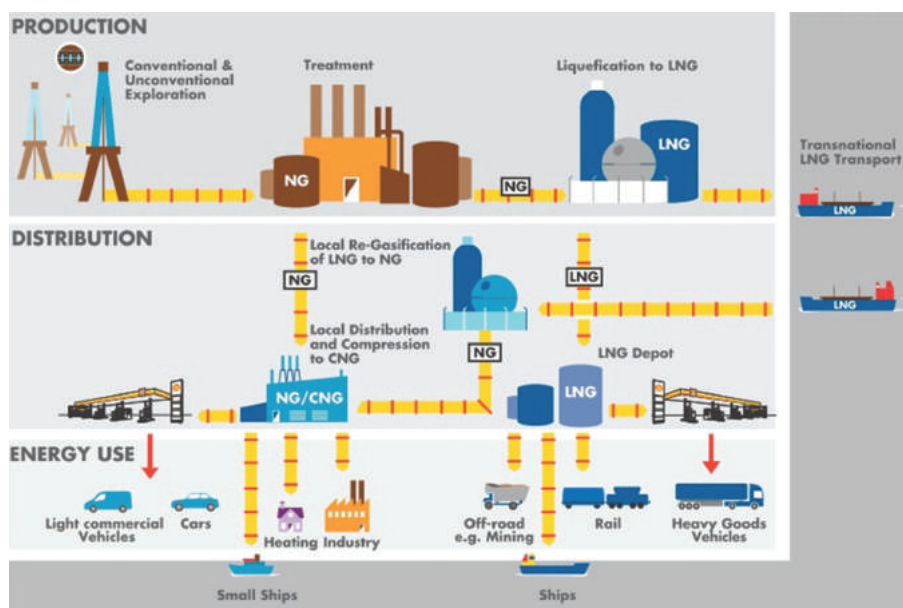 PRODUCTION
Conventional &
Unconventional
Exploration
Treatment
Liquefication to LNG
NG
NG
LNG
Transnational
LNG Transport
LNG
DISTRIBUTION
Local Re-Gasification
of LNG to NG
NG
LNG
LNG
Local Distribution
and Compression
to CNG
NG
LNG Depot
NG/CNG
LNG
ENERGY USE
Light commercial
Vehicles
Cars
Heating
Industry
Off-road
e.g. Mining
Rail
Heavy Goods
Vehicles
Small Ships
Ships